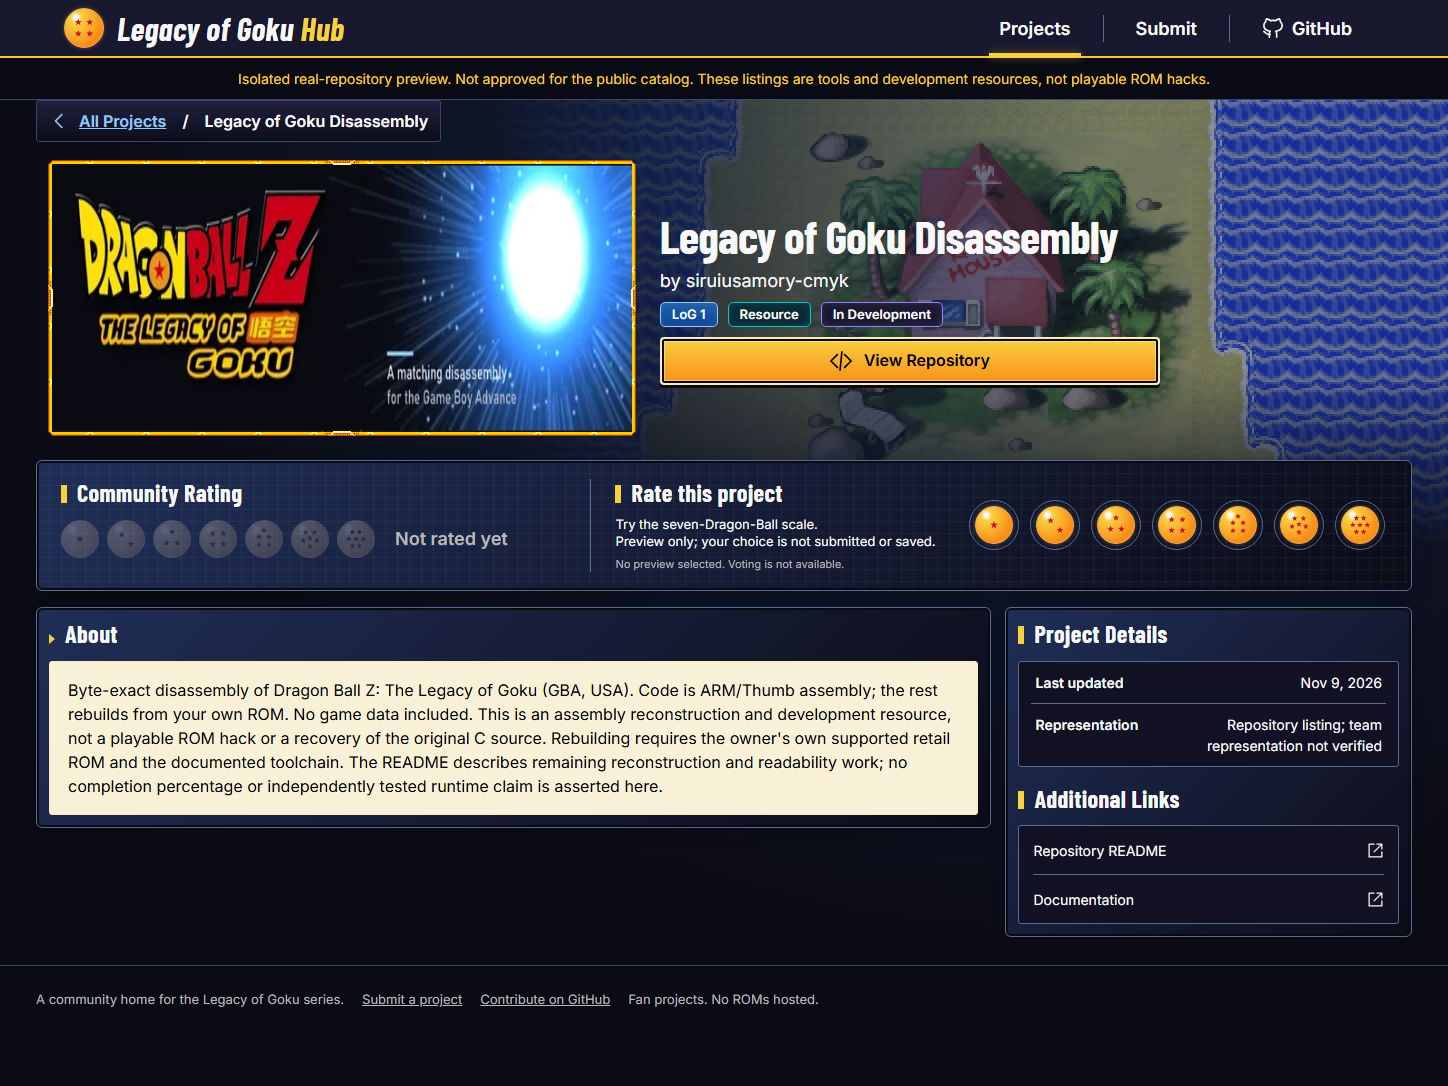 Legacy of Goku Hub
Projects
Submit
GitHub
Isolated real-repository preview. Not approved for the public catalog. These listings are tools and development resources, not playable ROM hacks.
All Projects / Legacy of Goku Disassembly
DRAGON BALL Z
THE LEGACY OF 悟空
GOKU
A matching disassembly
for the Game Boy Advance
HOUSE
Legacy of Goku Disassembly
by siruiusamory-cmyk
LoG 1
Resource
In Development
View Repository
Community Rating
Not rated yet
Rate this project
Try the seven-Dragon-Ball scale.
Preview only; your choice is not submitted or saved.
No preview selected. Voting is not available.
About
Byte-exact disassembly of Dragon Ball Z: The Legacy of Goku (GBA, USA). Code is ARM/Thumb assembly; the rest
rebuilds from your own ROM. No game data included. This is an assembly reconstruction and development resource,
not a playable ROM hack or a recovery of the original C source. Rebuilding requires the owner's own supported retail
ROM and the documented toolchain. The README describes remaining reconstruction and readability work; no
completion percentage or independently tested runtime claim is asserted here.
Project Details
Last updated
Nov 9, 2026
Representation
Repository listing; team
representation not verified
Additional Links
Repository README
Documentation
A community home for the Legacy of Goku series.
Submit a project
Contribute on GitHub
Fan projects. No ROMs hosted.